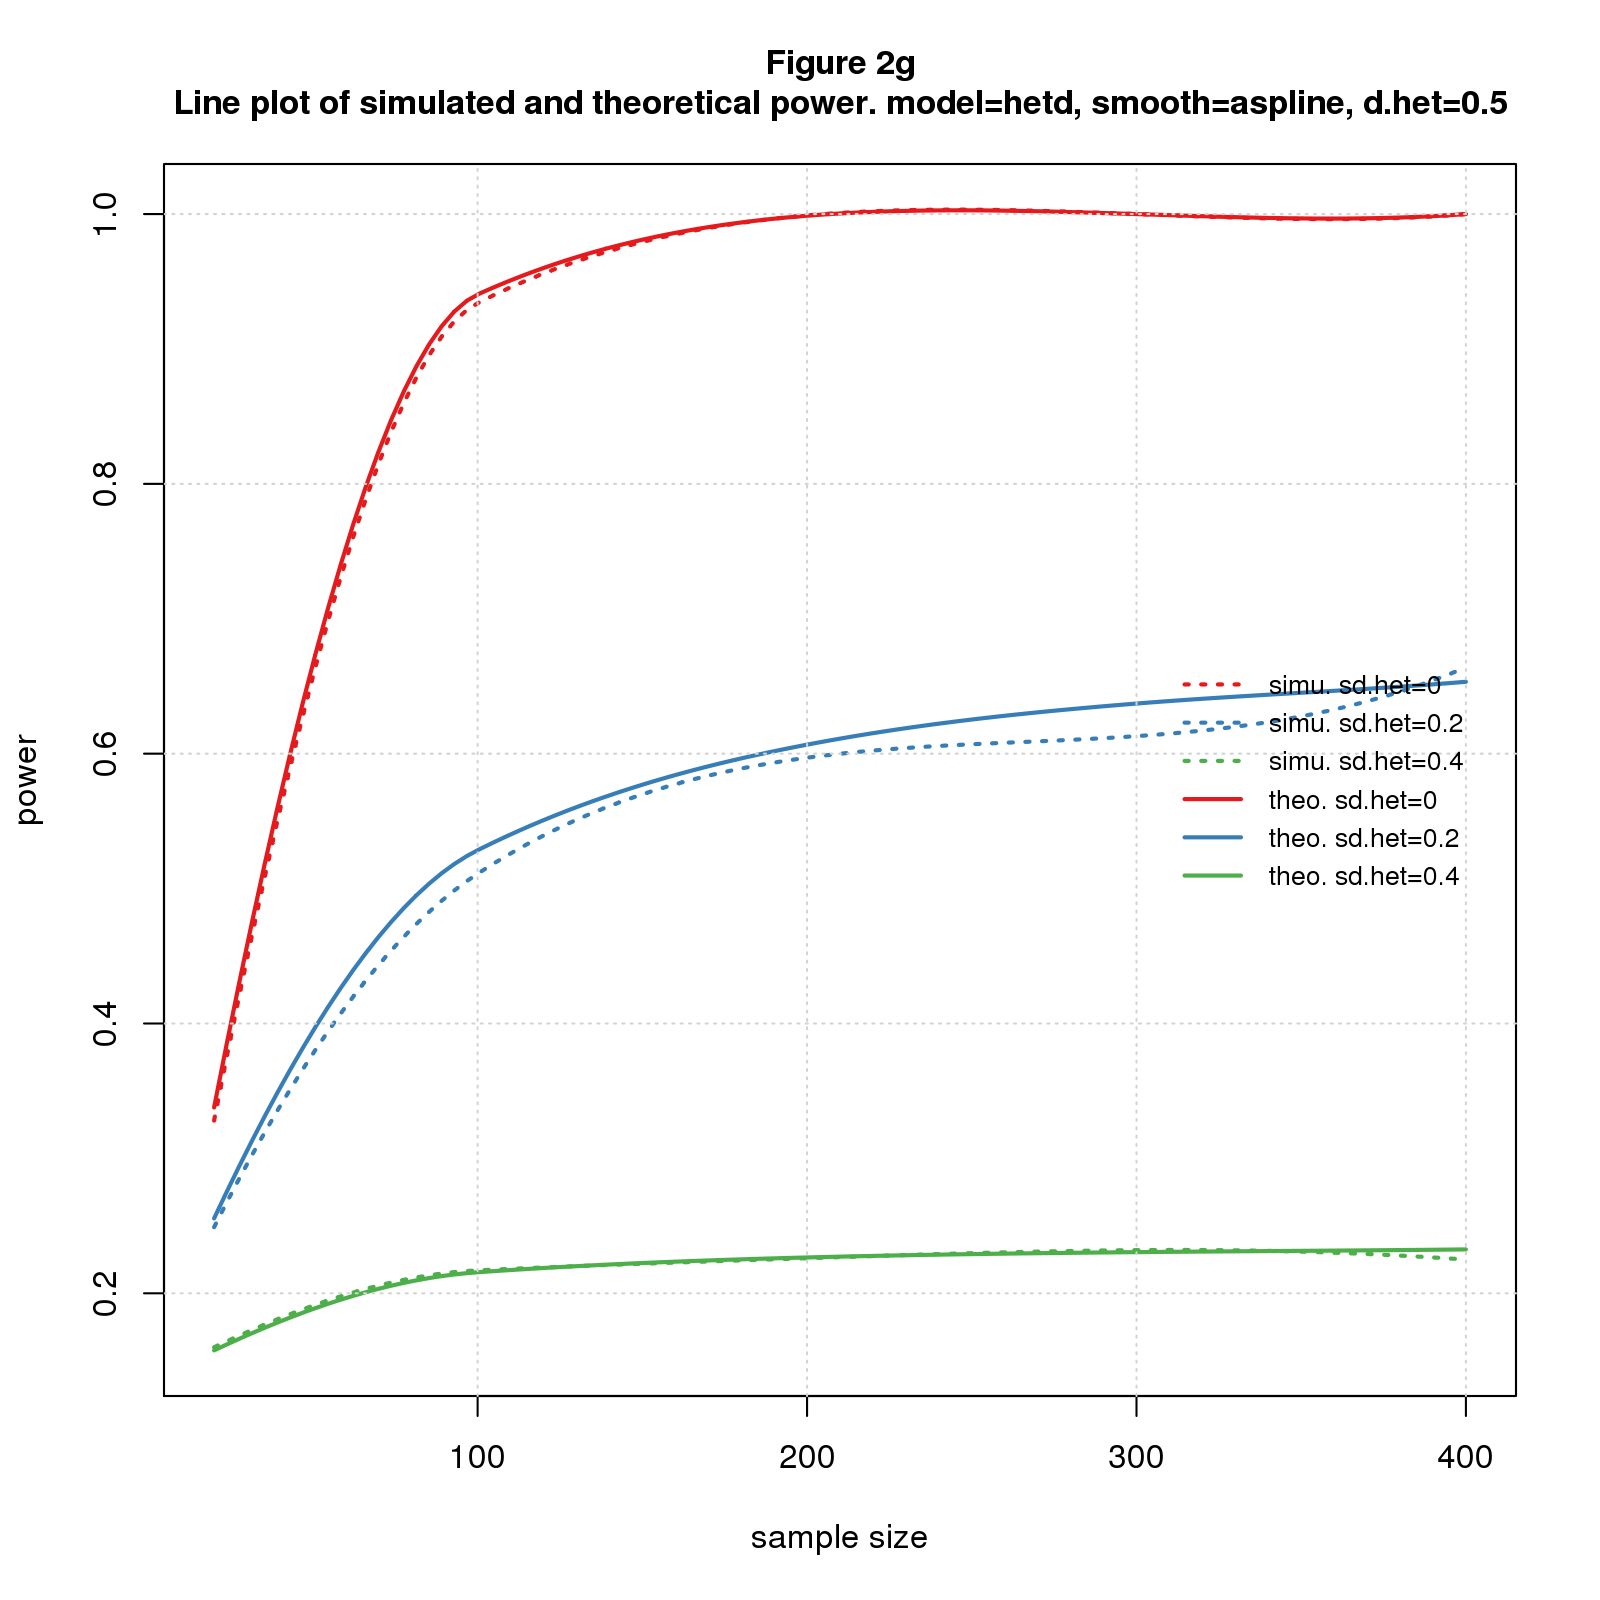 Figure 2g
Line plot of simulated and theoretical power. model=hetd, smooth=aspline, d.het=0.5
power
1.0
0.8
0.6
0.4
0.2
simu. sd.het=0
simu. sd.het=0.2
simu. sd.het=0.4
theo. sd.het=0
theo. sd.het=0.2
theo. sd.het=0.4
100 200 300 400
sample size